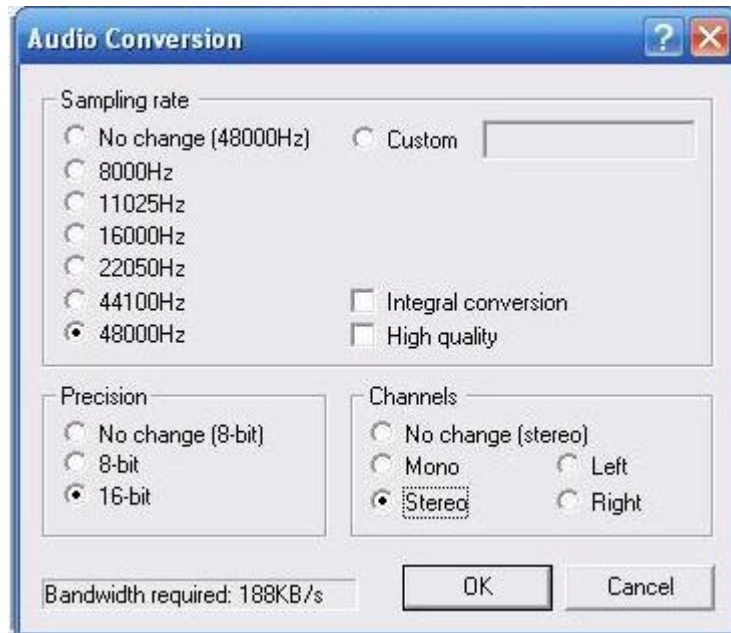 Audio Conversion
Sampling rate
No change (48000Hz)
Custom
8000Hz
11025Hz
16000Hz
22050Hz
44100Hz
Integral conversion
48000Hz
High quality
Precision
No change (8-bit)
8-bit
16-bit
Channels
No change (stereo)
Mono
Left
Stereo
Right
Bandwidth required: 188KB/s
OK
Cancel